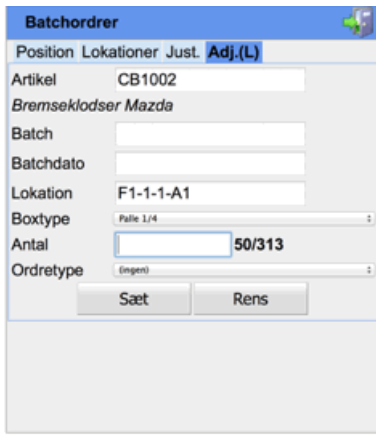 Batchordrer
Position Lokationer Just. Adj.(L)
Artikel CB1002
Bremseklodser Mazda
Batch
Batchdato
Lokation F1-1-1-A1
Boxtype Palle 1/4
Antal 50/313
Ordretype (ingen)
Sæt Rens